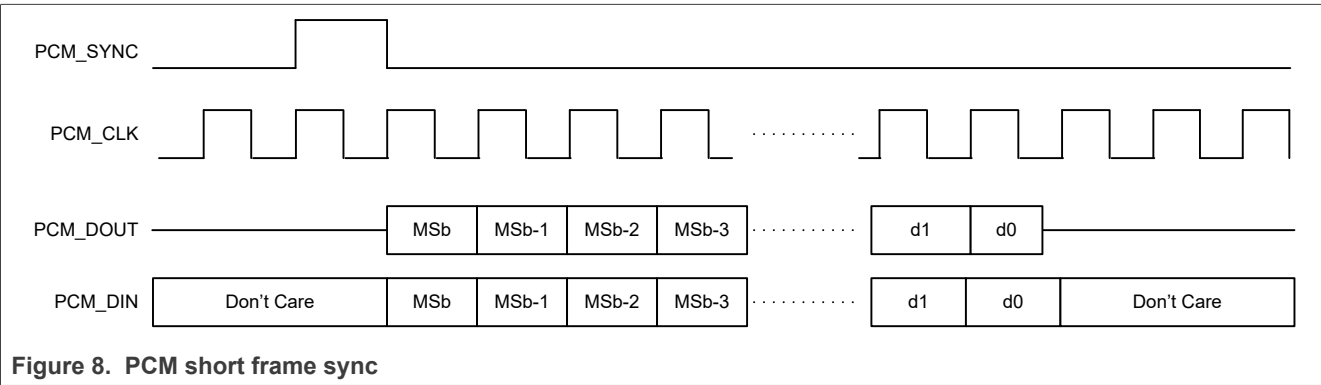 PCM_SYNC
PCM_CLK
PCM_DOUT MSb MSb-1 MSb-2 MSb-3 d1 d0
PCM_DIN Don’t Care MSb MSb-1 MSb-2 MSb-3 d1 d0 Don’t Care
Figure 8. PCM short frame sync